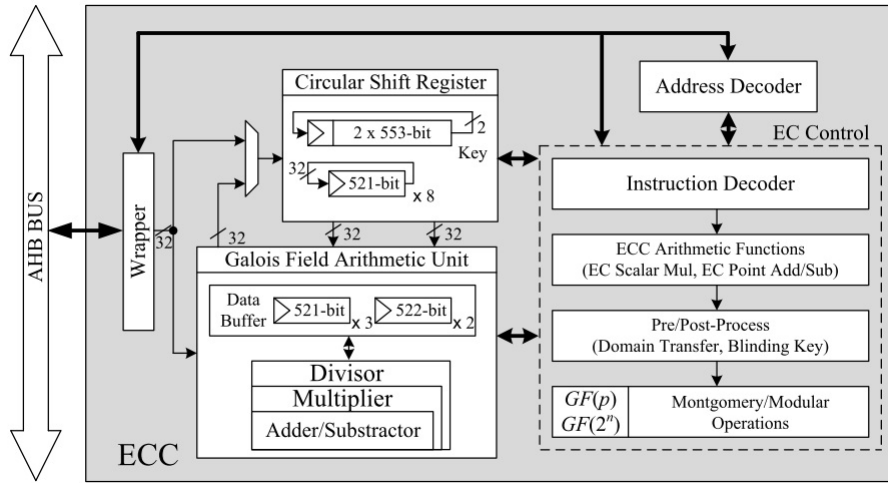 AHB BUS
Wrapper
32
Circular Shift Register
2 x 553-bit
2
Key
32
521-bit
x 8
32
32
32
Galois Field Arithmetic Unit
Data
Buffer
521-bit
x 3
522-bit
x 2
Divisor
Multiplier
Adder/Substractor
ECC
Address Decoder
EC Control
Instruction Decoder
ECC Arithmetic Functions
(EC Scalar Mul, EC Point Add/Sub)
Pre/Post-Process
(Domain Transfer, Blinding Key)
GF(p)
GF(2ⁿ)
Montgomery/Modular
Operations